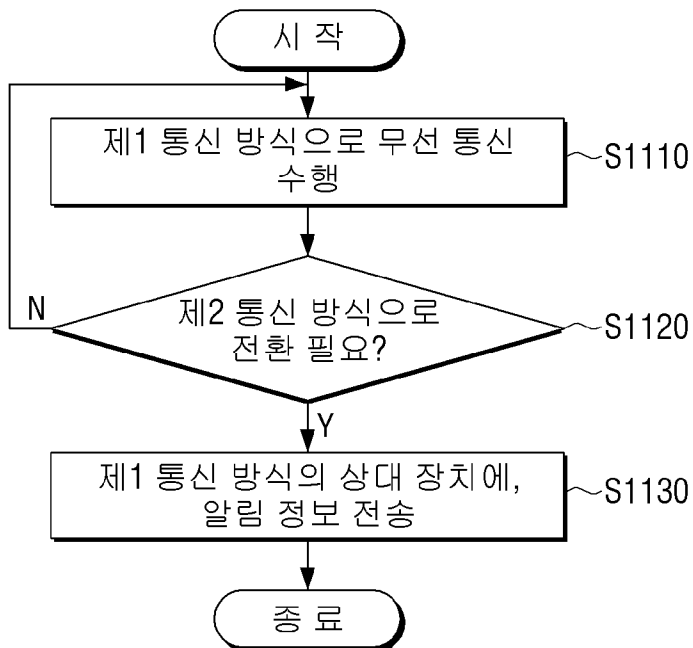 시 작
제1 통신 방식으로 무선 통신
수행
S1110
제2 통신 방식으로
전환 필요?
S1120
N
Y
제1 통신 방식의 상대 장치에,
알림 정보 전송
S1130
종 료